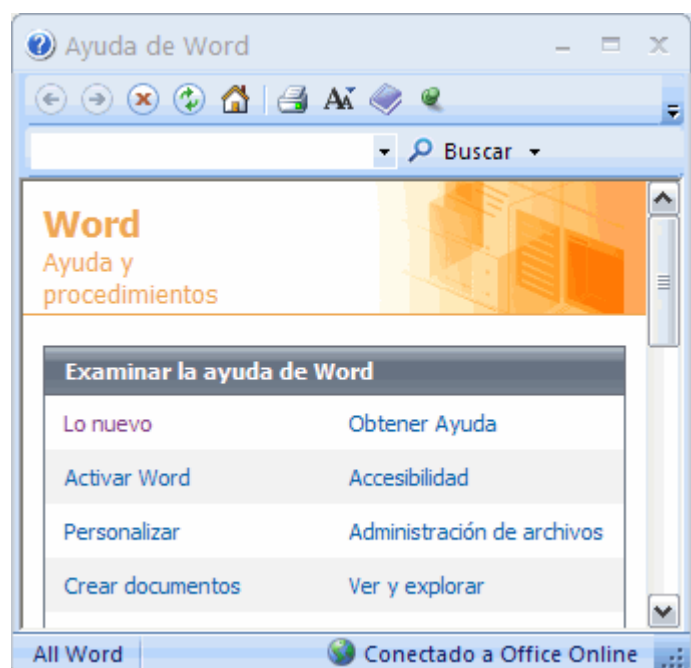 Ayuda de Word
Buscar
Word
Ayuda y
procedimientos
Examinar la ayuda de Word
Lo nuevo Obtener Ayuda
Activar Word Accesibilidad
Personalizar Administración de archivos
Crear documentos Ver y explorar
All Word Conectado a Office Online